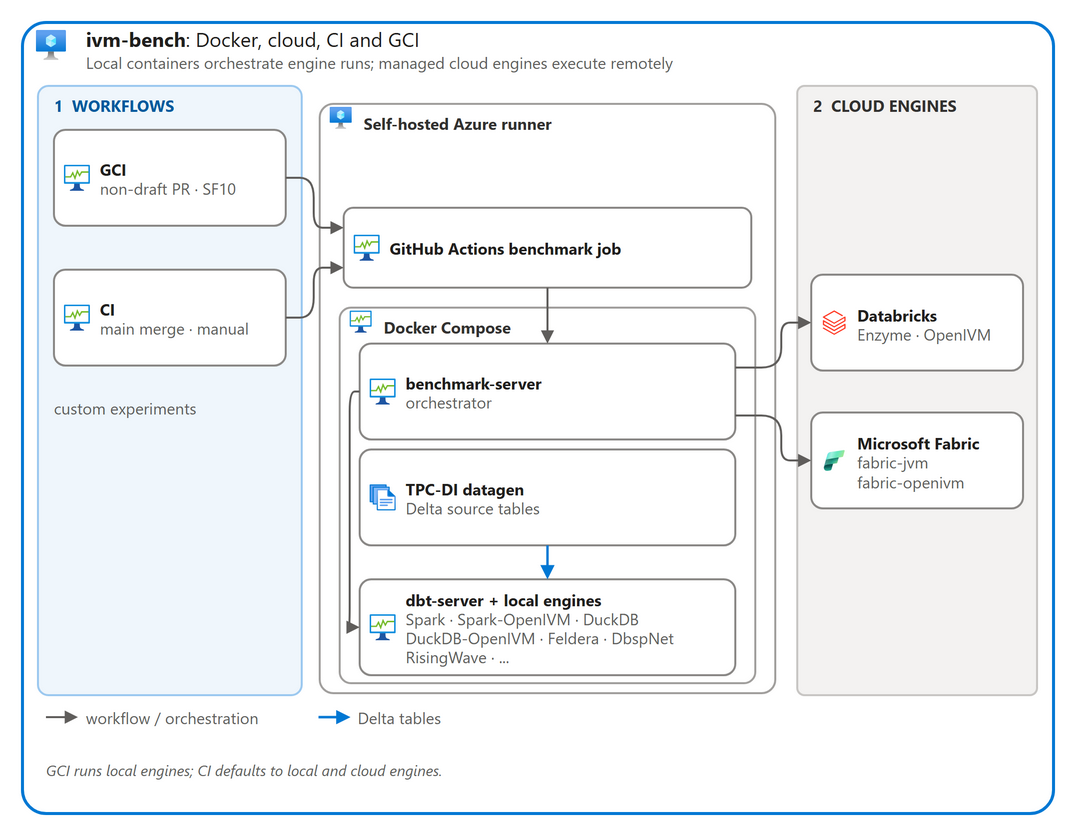 ivm-bench: Docker, cloud, CI and GCI
Local containers orchestrate engine runs; managed cloud engines execute remotely
1 WORKFLOWS
GCI
non-draft PR · SF10
CI
main merge · manual
custom experiments
Self-hosted Azure runner
GitHub Actions benchmark job
Docker Compose
benchmark-server
orchestrator
TPC-DI datagen
Delta source tables
dbt-server + local engines
Spark · Spark-OpenIVM · DuckDB
DuckDB-OpenIVM · Feldera · DbspNet
RisingWave · ...
2 CLOUD ENGINES
Databricks
Enzyme · OpenIVM
Microsoft Fabric
fabric-jvm
fabric-openivm
workflow / orchestration
Delta tables
GCI runs local engines; CI defaults to local and cloud engines.